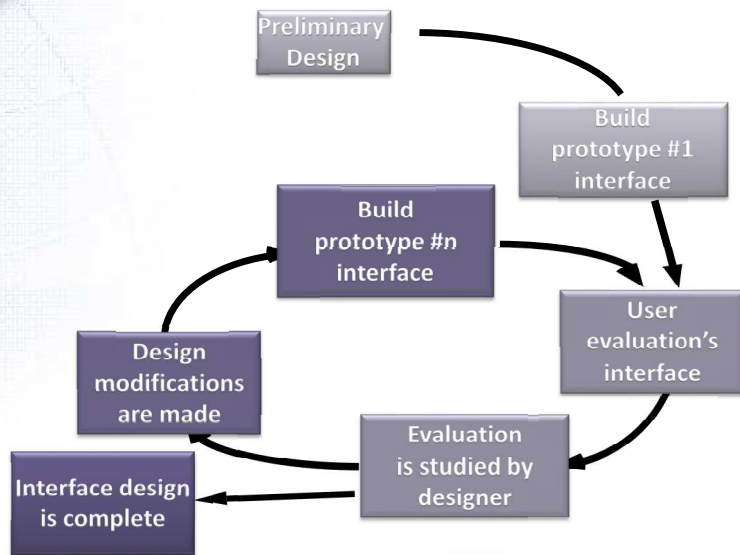 Preliminary
Design
Build
prototype #1
interface
Build
prototype #n
interface
User
evaluation's
interface
Design
modifications
are made
Evaluation
is studied by
designer
Interface design
is complete